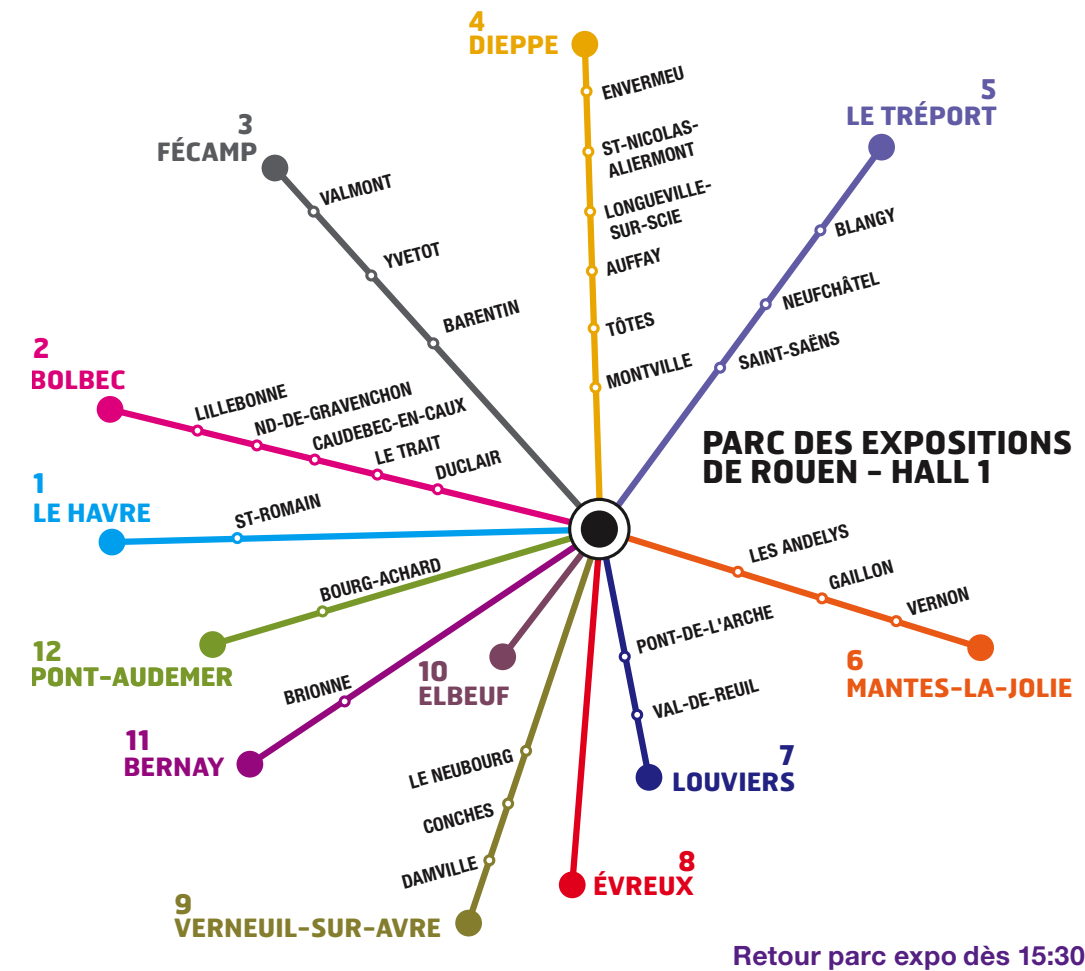 4
DIEPPE
ENVERMEU
ST-NICOLAS-
ALIERMONT
LONGUEVILLE-
SUR-SCIE
AUFFAY
TÔTES
MONTVILLE
5
LE TRÉPORT
BLANGY
NEUFCHÂTEL
SAINT-SAËNS
3
FÉCAMP
VALMONT
YVETOT
BARENTIN
2
BOLBEC
LILLEBONNE
ND-DE-GRAVENCHON
CAUDEBEC-EN-CAUX
LE TRAIT
DUCLAIR
PARC DES EXPOSITIONS
DE ROUEN – HALL 1
1
LE HAVRE
ST-ROMAIN
LES ANDELYS
GAILLON
VERNON
6
MANTES-LA-JOLIE
BOURG-ACHARD
12
PONT-AUDEMER
10
ELBEUF
PONT-DE-L'ARCHE
VAL-DE-REUIL
7
LOUVIERS
BRIONNE
11
BERNAY
LE NEUBOURG
CONCHES
DAMVILLE
9
VERNEUIL-SUR-AVRE
8
ÉVREUX
Retour parc expo dès 15:30